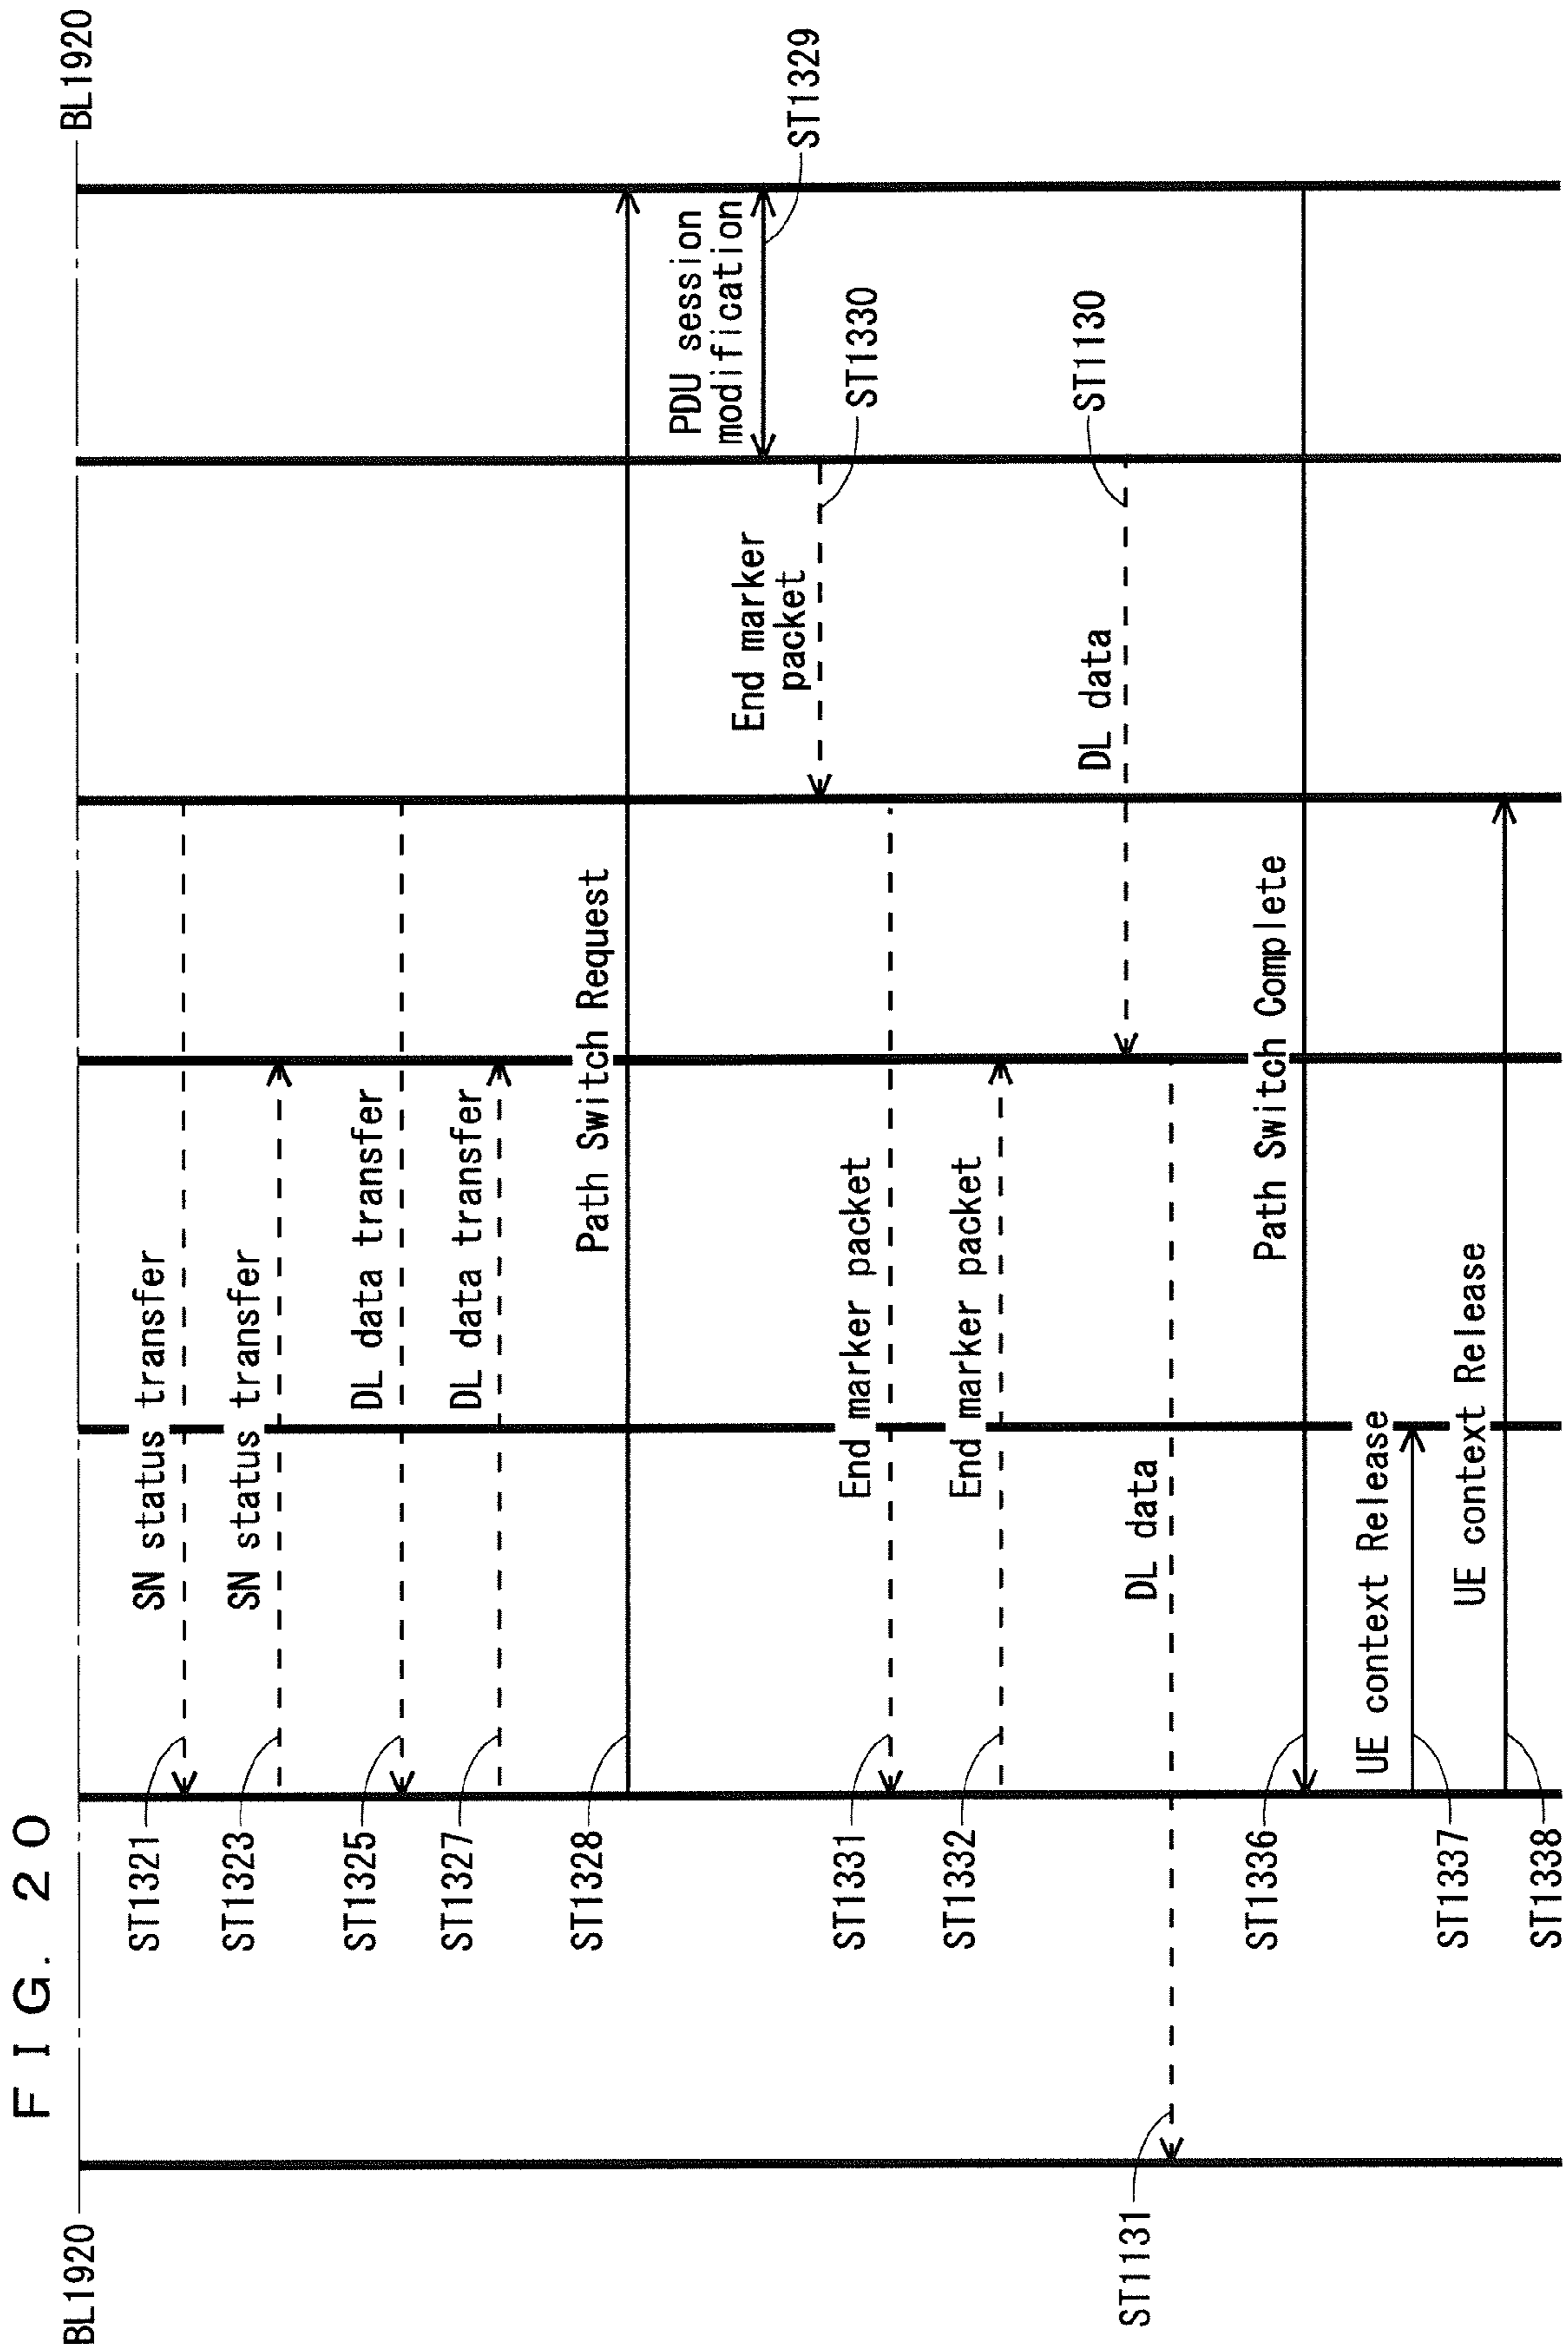 FIG. 20
BL1920
BL1920
ST1321
SN status transfer
ST1323
SN status transfer
ST1325
DL data transfer
ST1327
DL data transfer
ST1328
Path Switch Request
PDU session
modification
ST1329
End marker
packet
ST1330
ST1331
End marker packet
ST1332
End marker packet
DL data
ST1130
ST1131
DL data
ST1336
Path Switch Complete
ST1337
UE context Release
ST1338
UE context Release